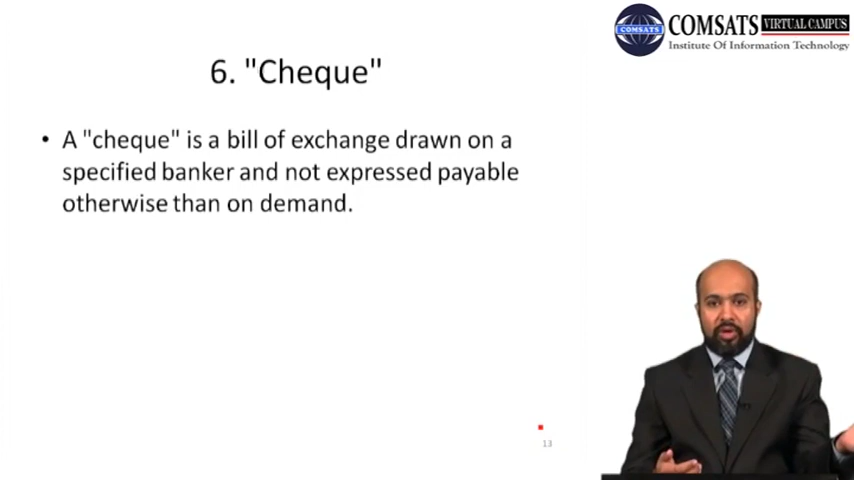 COMSATS VIRTUAL CAMPUS
COMSATS
Institute Of Information Technology
6. "Cheque"
• A "cheque" is a bill of exchange drawn on a
specified banker and not expressed payable
otherwise than on demand.
13